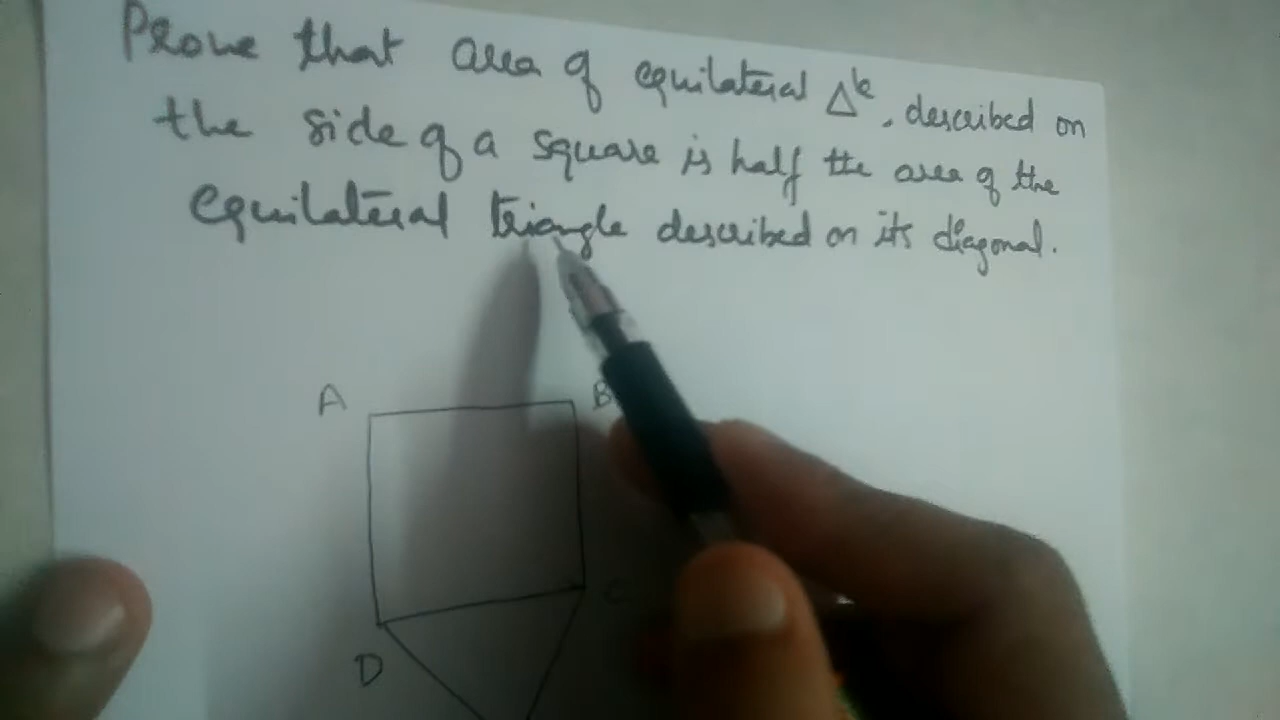 Prove that area of equilateral Δle, described on
the side of a square is half the area of the
equilateral triangle described on its diagonal.
A B
C
D